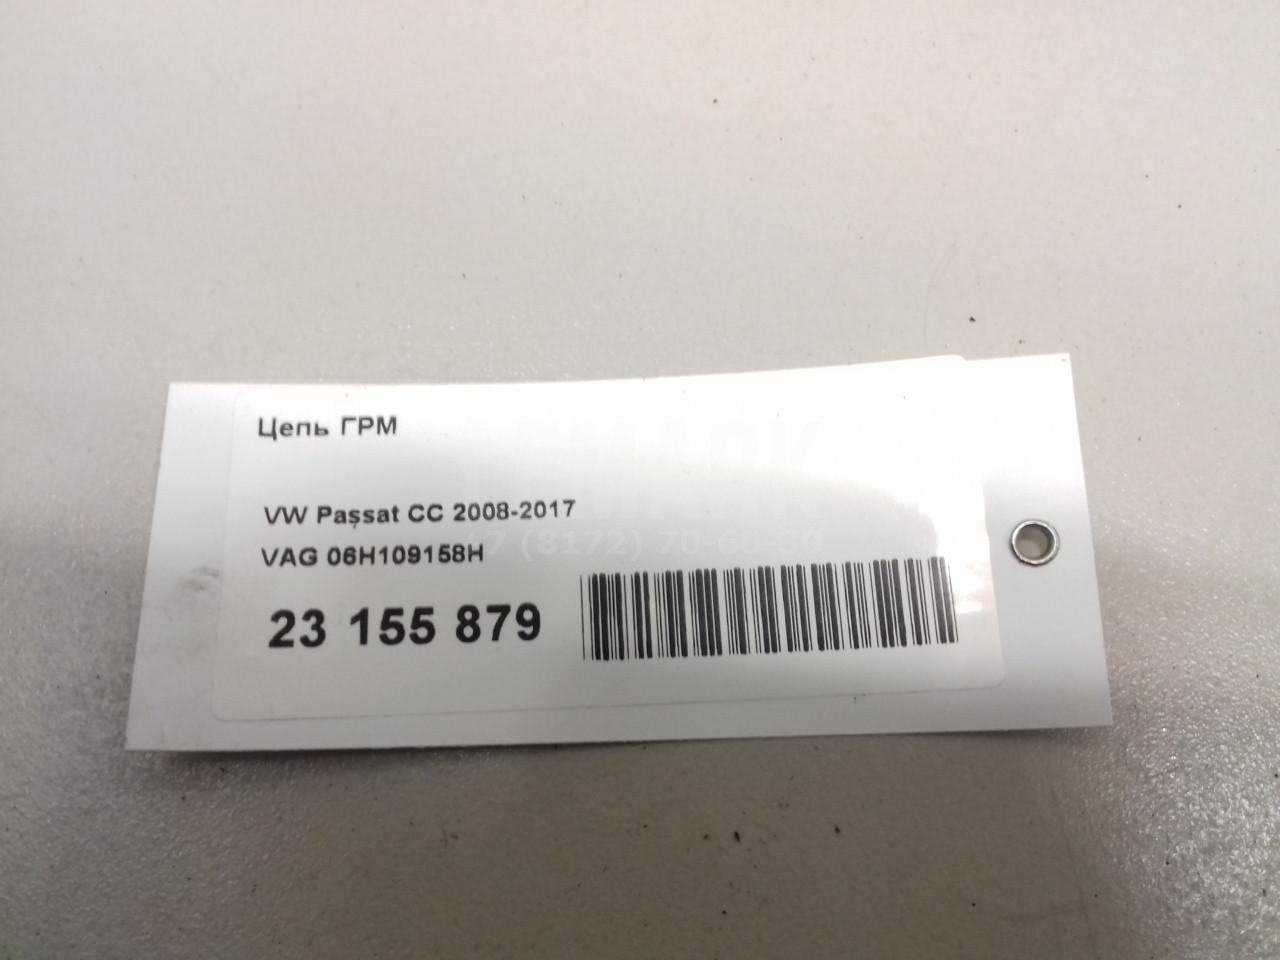 Цепь ГРМ
VW Passat CC 2008-2017
VAG 06H109158H
23 155 879